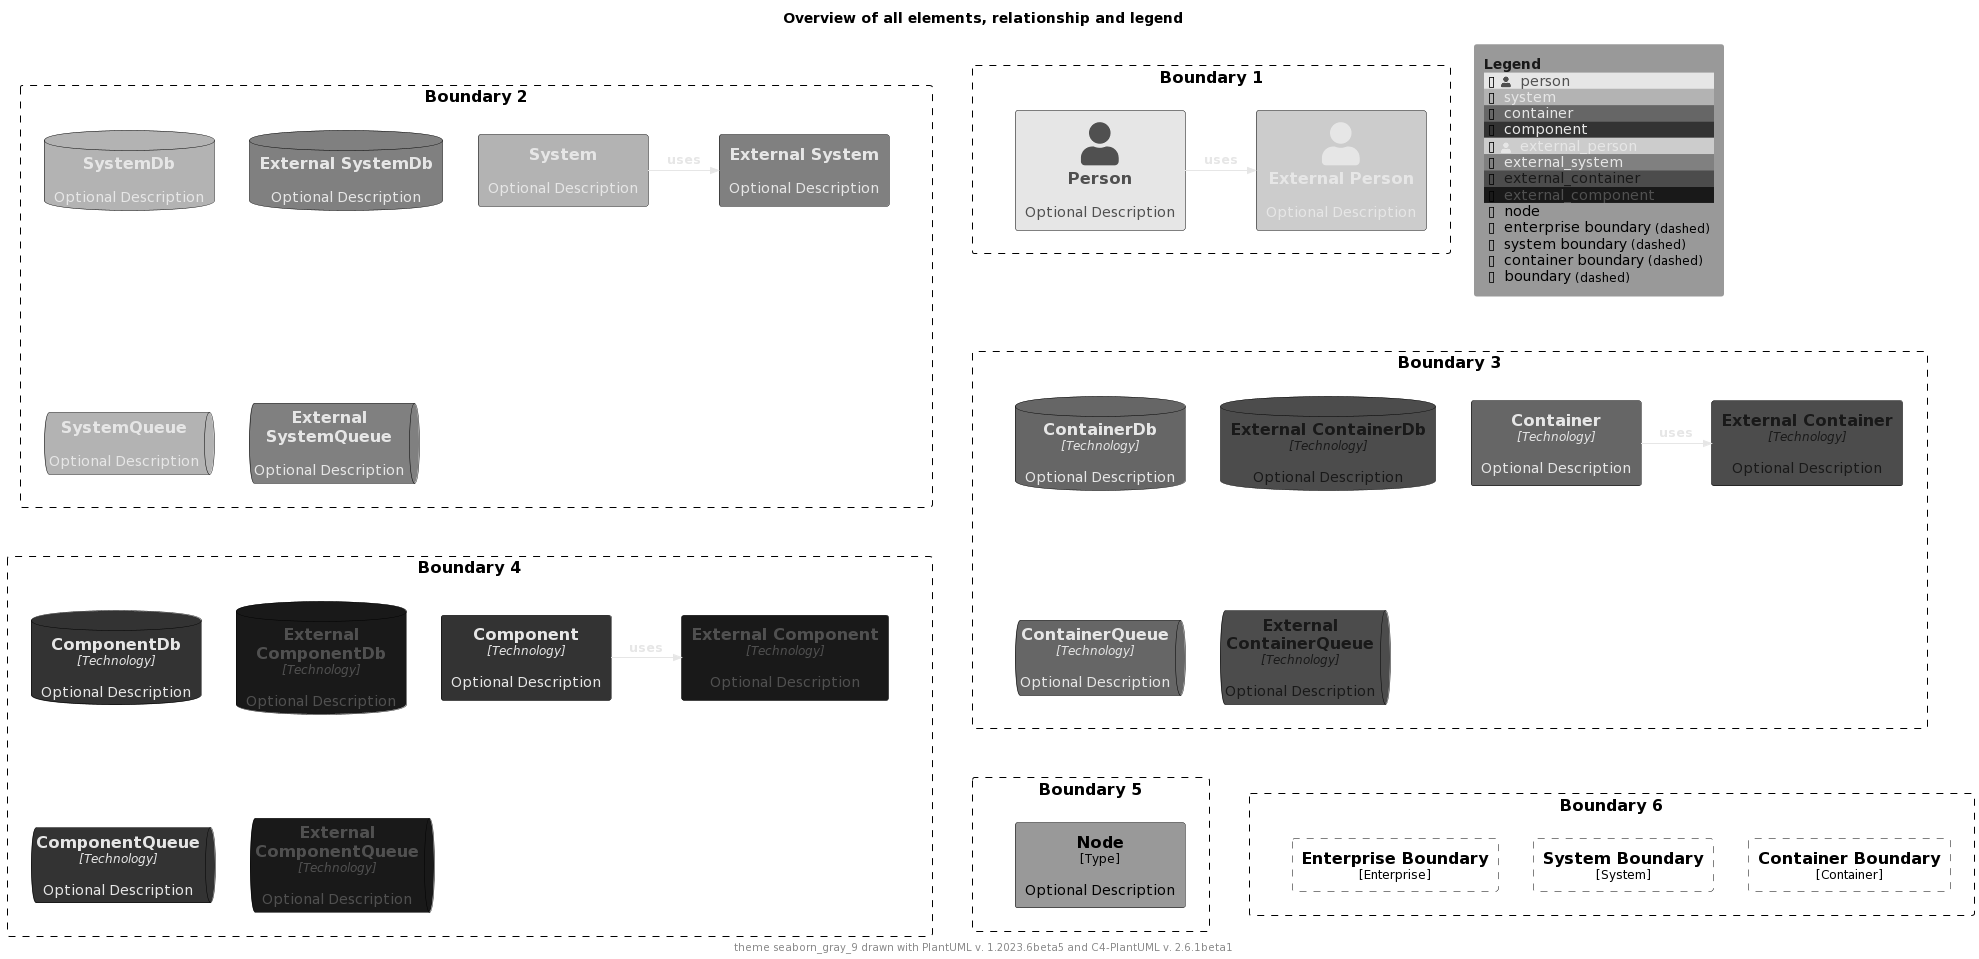 Overview of all elements, relationship and legend
Boundary 2
SystemDb
Optional Description
External SystemDb
Optional Description
System
Optional Description
uses
External System
Optional Description
SystemQueue
Optional Description
External
SystemQueue
Optional Description
Boundary 1
Person
Optional Description
uses
External Person
Optional Description
Legend
person
system
container
component
external_person
external_system
external_container
external_component
node
enterprise boundary (dashed)
system boundary (dashed)
container boundary (dashed)
boundary (dashed)
Boundary 3
ContainerDb
[Technology]
Optional Description
External ContainerDb
[Technology]
Optional Description
Container
[Technology]
Optional Description
uses
External Container
[Technology]
Optional Description
ContainerQueue
[Technology]
Optional Description
External
ContainerQueue
[Technology]
Optional Description
Boundary 4
ComponentDb
[Technology]
Optional Description
External
ComponentDb
[Technology]
Optional Description
Component
[Technology]
Optional Description
uses
External Component
[Technology]
Optional Description
ComponentQueue
[Technology]
Optional Description
External
ComponentQueue
[Technology]
Optional Description
Boundary 5
Node
[Type]
Optional Description
Boundary 6
Enterprise Boundary
[Enterprise]
System Boundary
[System]
Container Boundary
[Container]
theme seaborn_gray_9 drawn with PlantUML v. 1.2023.6beta5 and C4-PlantUML v. 2.6.1beta1